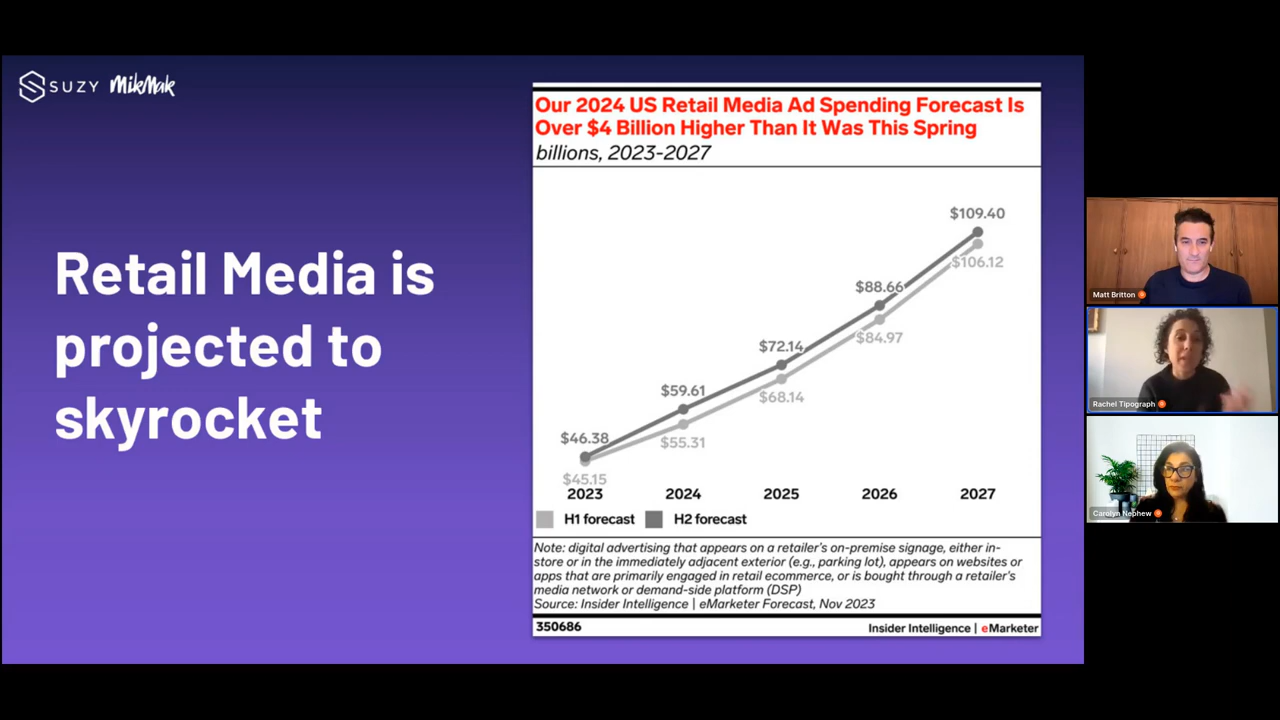 SUZY MikMak
Retail Media is
projected to
skyrocket
Our 2024 US Retail Media Ad Spending Forecast Is
Over $4 Billion Higher Than It Was This Spring
billions, 2023-2027
$109.40
$106.12
$88.66
$84.97
$72.14
$68.14
$59.61
$55.31
$46.38
$45.15
2023 2024 2025 2026 2027
H1 forecast H2 forecast
Note: digital advertising that appears on a retailer's on-premise signage, either in-
store or in the immediately adjacent exterior (e.g., parking lot), appears on websites or
apps that are primarily engaged in retail ecommerce, or is bought through a retailer's
media network or demand-side platform (DSP)
Source: Insider Intelligence | eMarketer Forecast, Nov 2023
350686 Insider Intelligence | eMarketer
Matt Britton
Rachel Tipograph
Carolyn Nephew